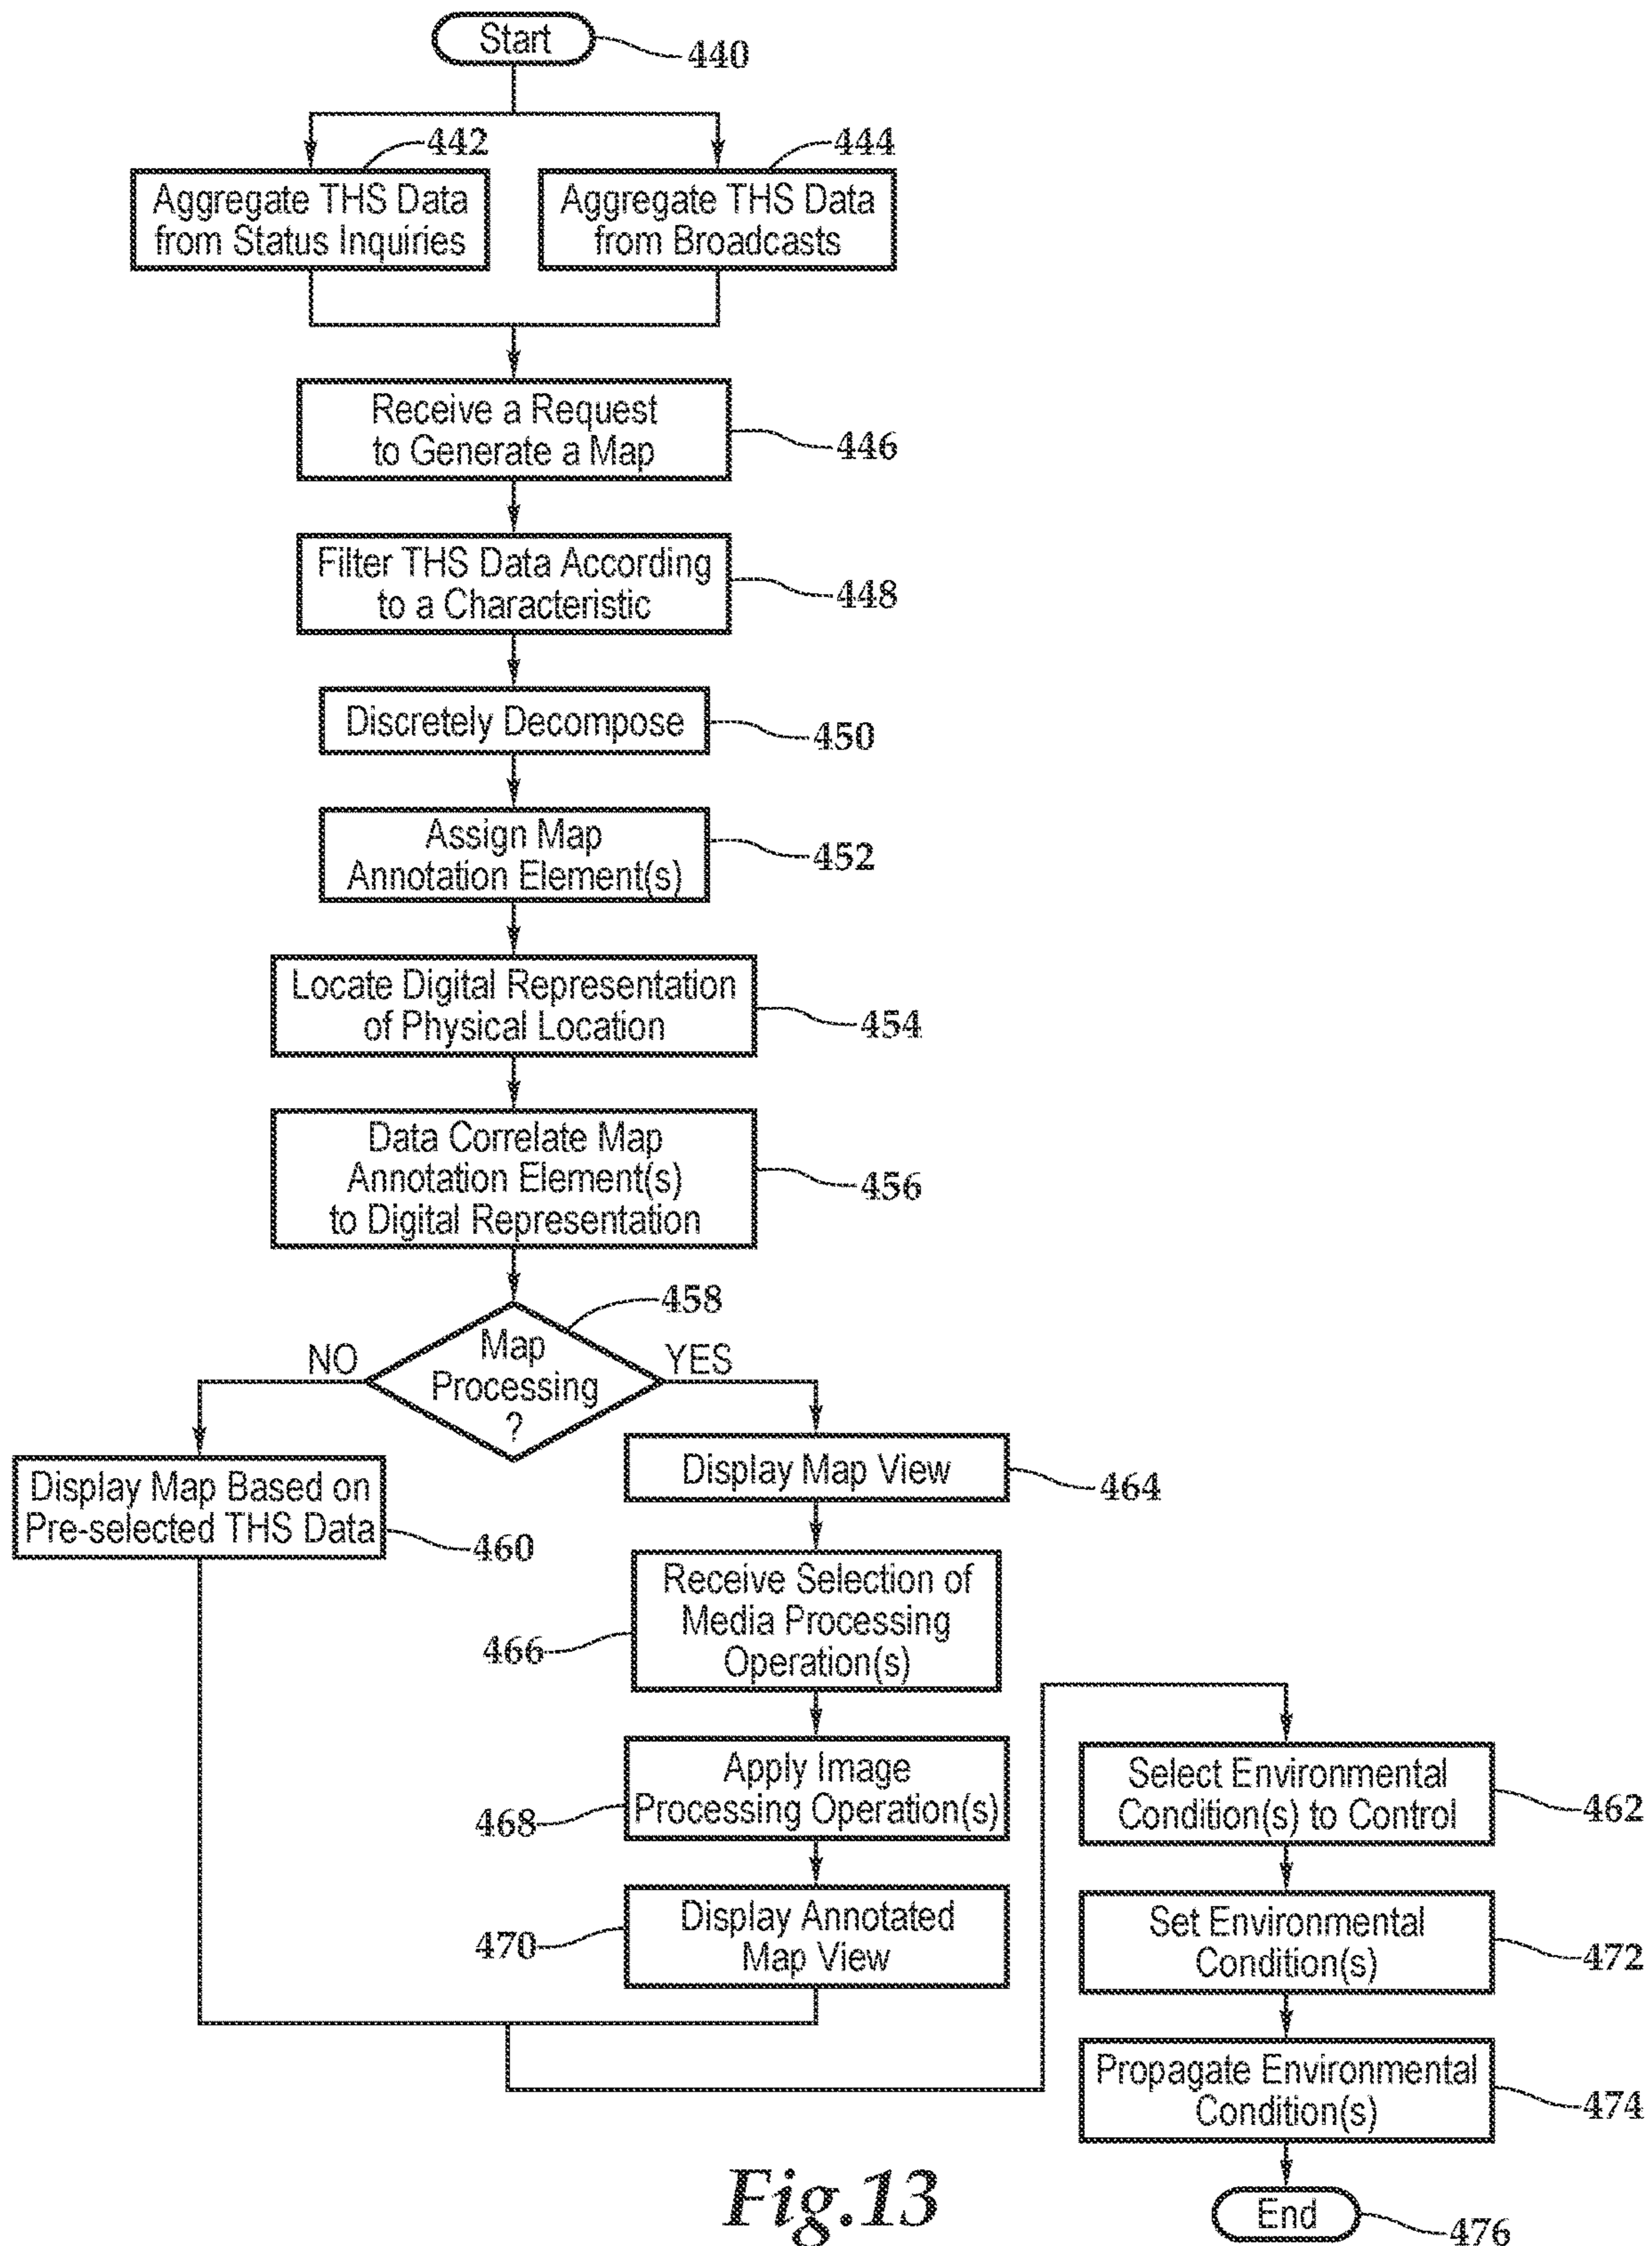 Start
440
442
444
Aggregate THS Data
from Status Inquiries
Aggregate THS Data
from Broadcasts
Receive a Request
to Generate a Map
446
Filter THS Data According
to a Characteristic
448
Discretely Decompose
450
Assign Map
Annotation Element(s)
452
Locate Digital Representation
of Physical Location
454
Data Correlate Map
Annotation Element(s)
to Digital Representation
456
458
Map
Processing
?
NO
YES
Display Map Based on
Pre-selected THS Data
460
Display Map View
464
Receive Selection of
Media Processing
Operation(s)
466
Apply Image
Processing Operation(s)
468
Display Annotated
Map View
470
Select Environmental
Condition(s) to Control
462
Set Environmental
Condition(s)
472
Propagate Environmental
Condition(s)
474
End
476
Fig.13